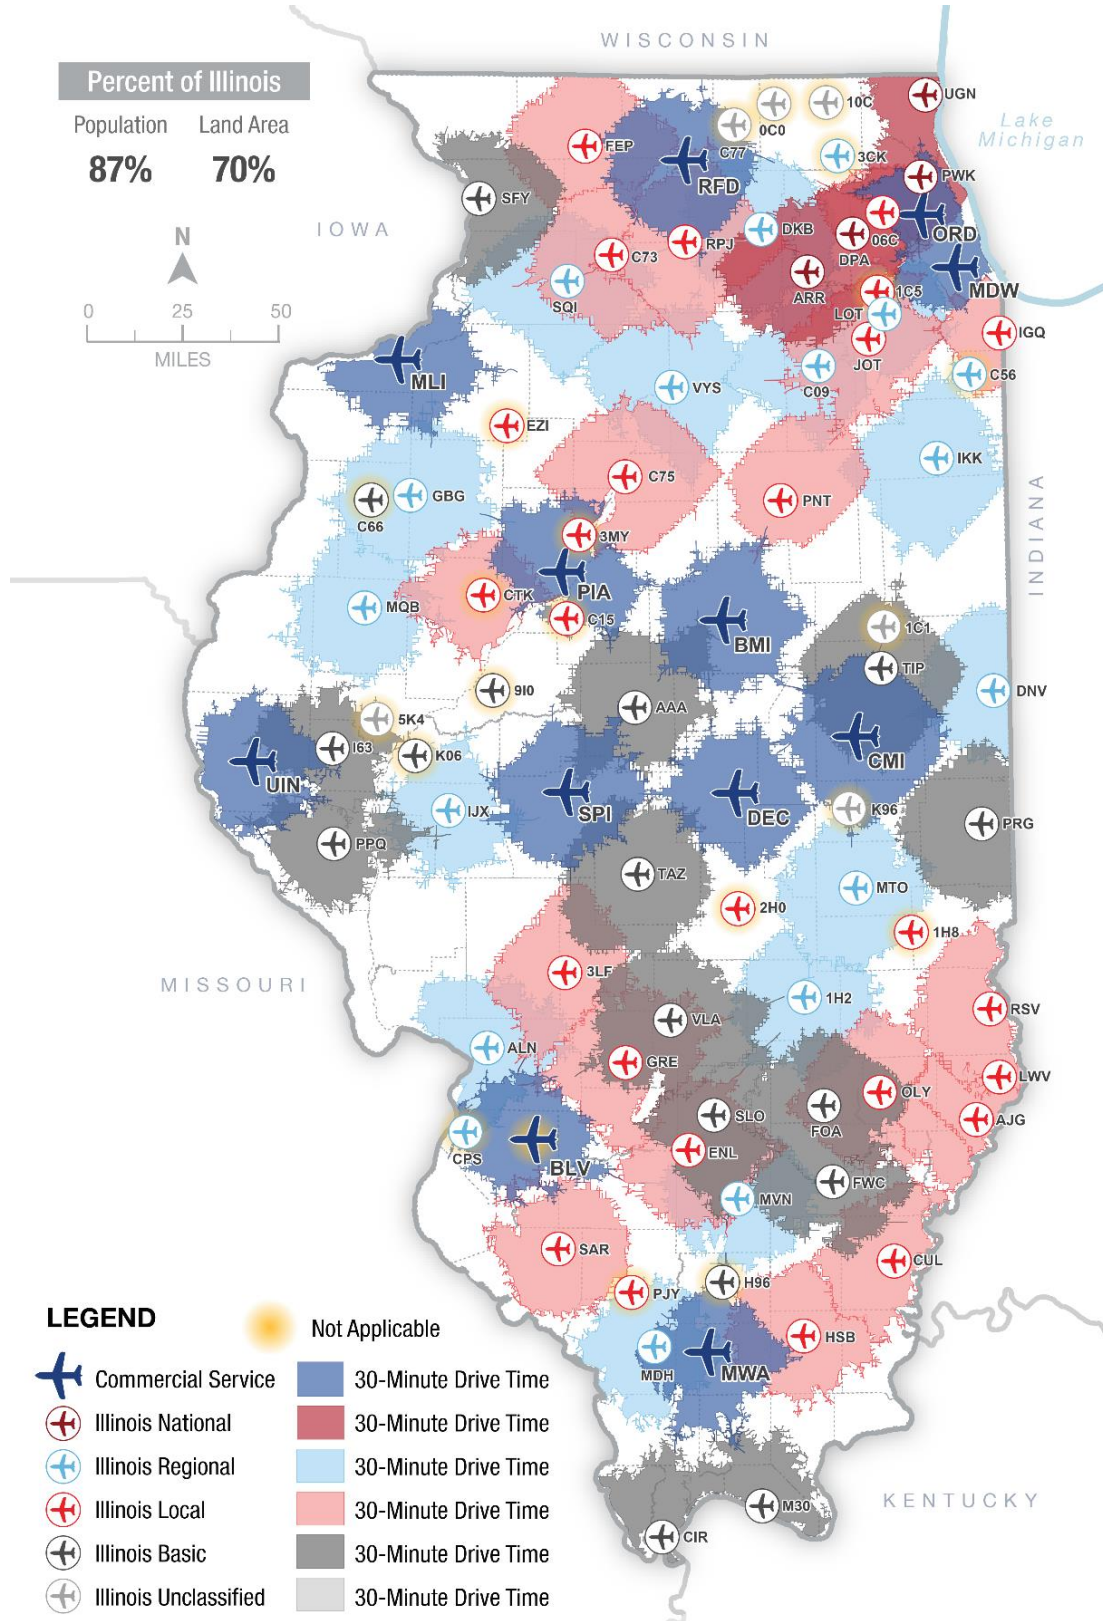 WISCONSIN
Percent of Illinois
Population Land Area
87% 70%
Lake
Michigan
IOWA
N
0 25 50
MILES
UGN
10C
0C0
C77
3CK
FEP
RFD
PWK
SFY
ORD
06C
DKB
DPA
RPJ
C73
MDW
ARR
SQI
1C5
LOT
IGQ
JOT
MLI
C09
C56
VYS
EZI
IKK
C75
GBG
PNT
C66
INDIANA
3MY
PIA
CTK
MQB
C15
BMI
1C1
TIP
9I0
DNV
AAA
5K4
I63
K06
CMI
UIN
IJX
SPI
DEC
K96
PRG
PPQ
TAZ
MTO
2H0
1H8
3LF
MISSOURI
1H2
RSV
VLA
ALN
GRE
LWV
OLY
SLO
FOA
AJG
CPS
BLV
ENL
FWC
MVN
SAR
CUL
H96
PJY
HSB
MDH
MWA
KENTUCKY
M30
CIR
LEGEND
Not Applicable
Commercial Service 30-Minute Drive Time
Illinois National 30-Minute Drive Time
Illinois Regional 30-Minute Drive Time
Illinois Local 30-Minute Drive Time
Illinois Basic 30-Minute Drive Time
Illinois Unclassified 30-Minute Drive Time